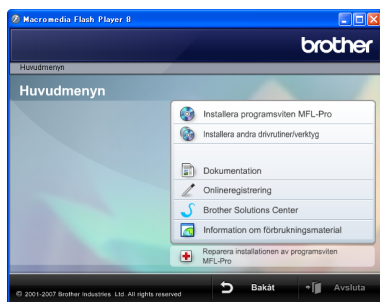 Macromedia Flash Player 8
brother
Huvudmenyn
Huvudmenyn
Installera programsviten MFL-Pro
Installera andra drivrutiner/verktyg
Dokumentation
Onlineregistrering
Brother Solutions Center
Information om förbrukningsmaterial
Reparera installationen av programsviten
MFL-Pro
© 2001-2007 Brother Industries Ltd. All rights reserved
Bakåt
Avsluta